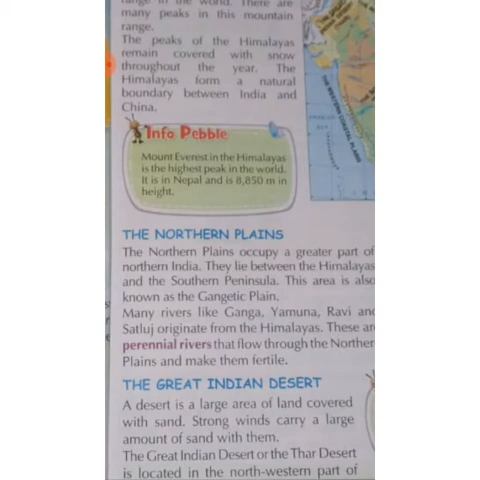 range in the world. There are
many peaks in this mountain
range.
The peaks of the Himalayas
remain covered with snow
throughout the year. The
Himalayas form a natural
boundary between India and
China.
Info Pebble
Mount Everest in the Himalayas
is the highest peak in the world.
It is in Nepal and is 8,850 m in
height.
THE WESTERN COASTAL PLAINS
THE NORTHERN PLAINS
The Northern Plains occupy a greater part of
northern India. They lie between the Himalayas
and the Southern Peninsula. This area is also
known as the Gangetic Plain.
Many rivers like Ganga, Yamuna, Ravi and
Satluj originate from the Himalayas. These ar
perennial rivers that flow through the Norther
Plains and make them fertile.
THE GREAT INDIAN DESERT
A desert is a large area of land covered
with sand. Strong winds carry a large
amount of sand with them.
The Great Indian Desert or the Thar Desert
is located in the north-western part of